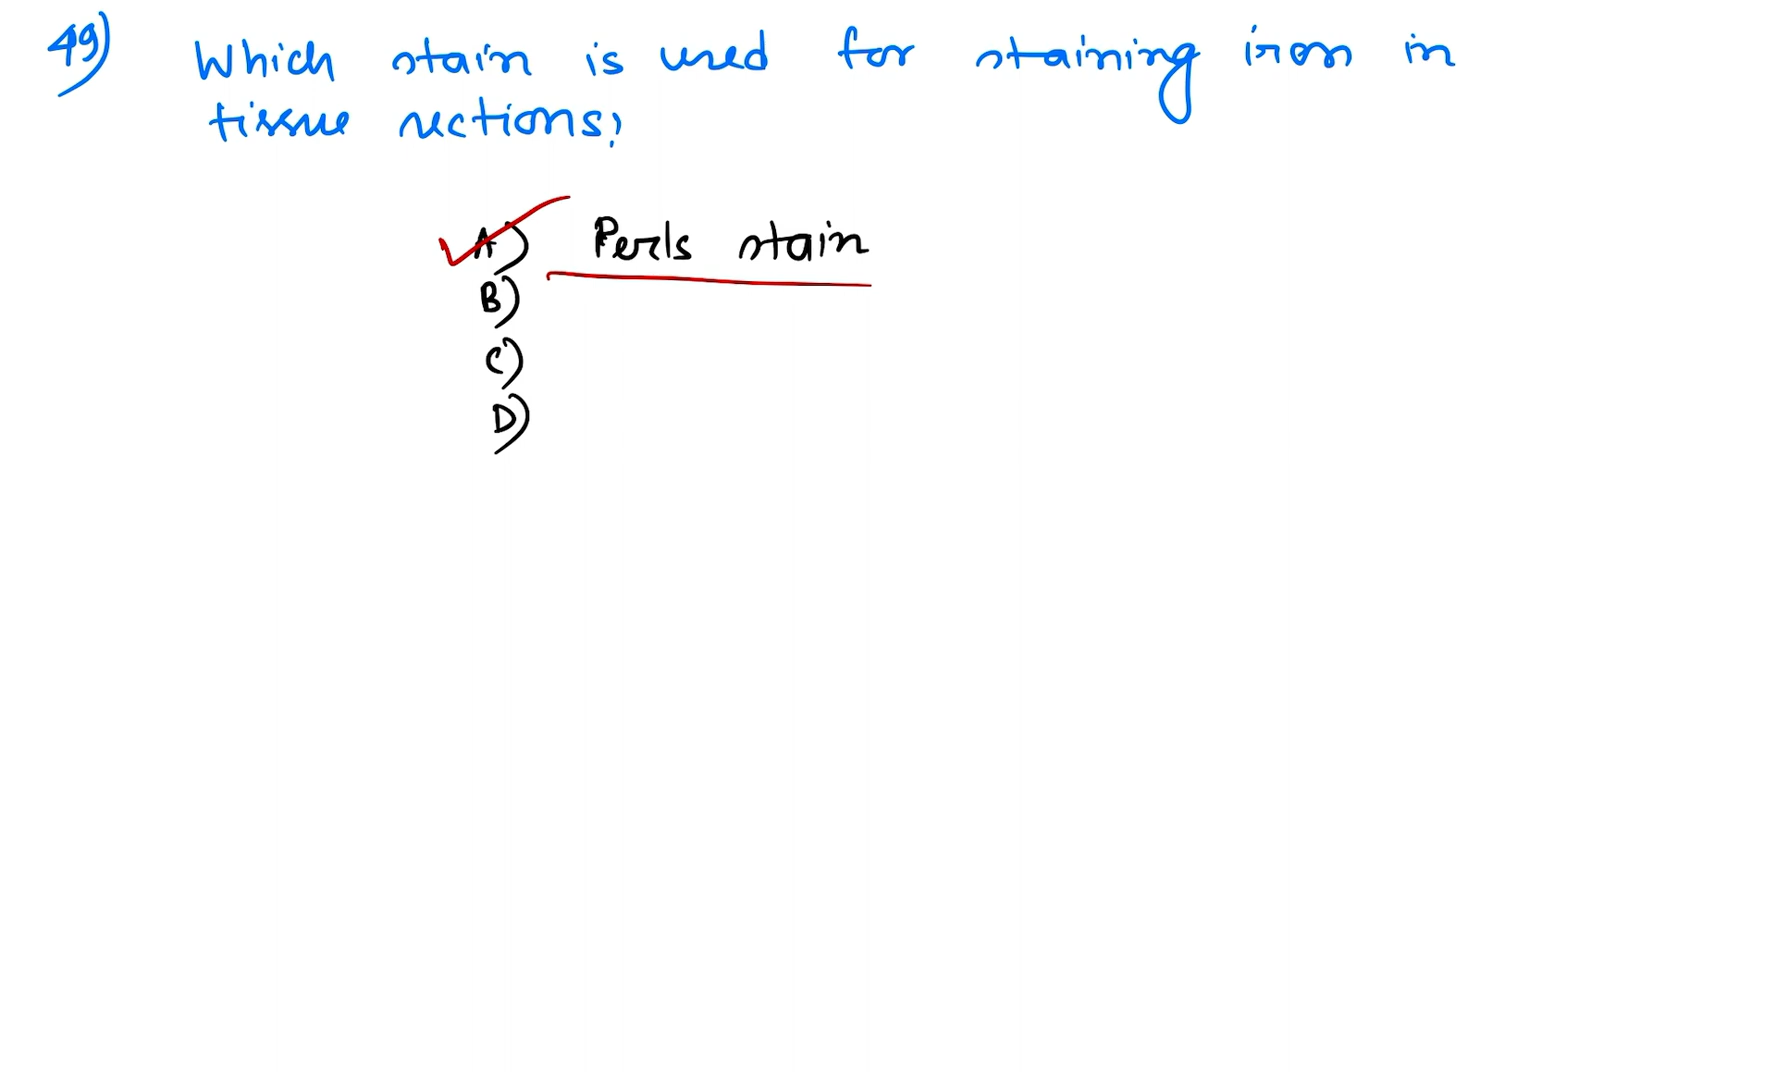 49) Which stain is used for staining iron in
tissue sections?
A) Perls stain
B)
C)
D)